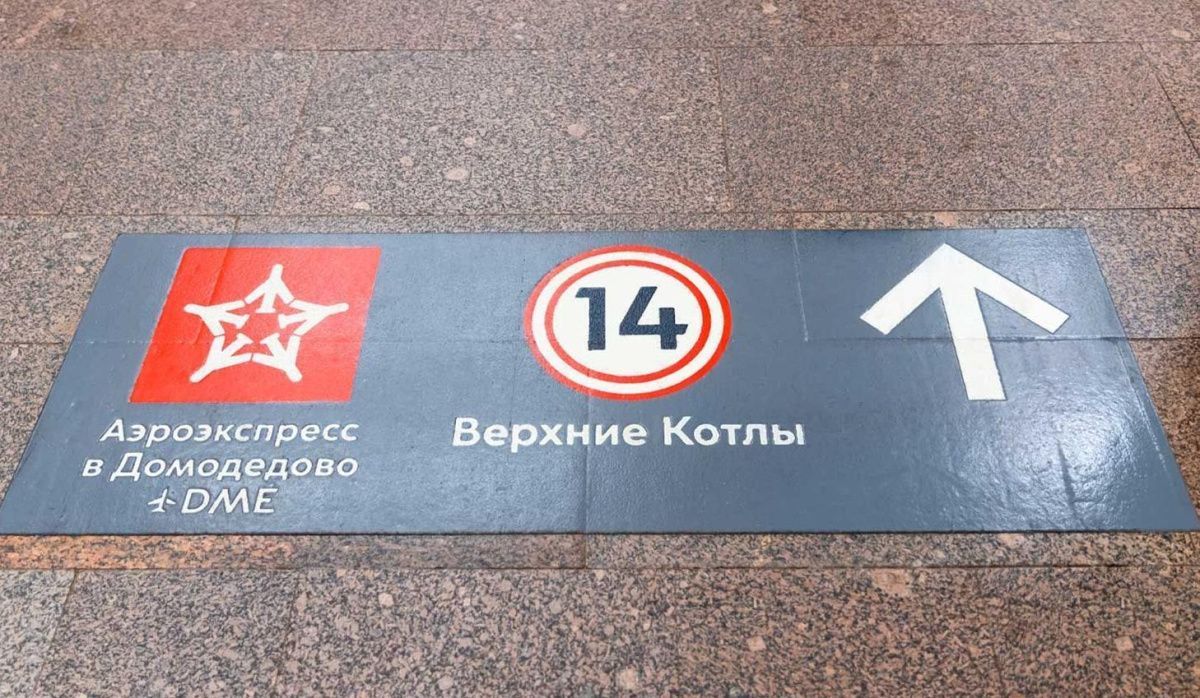 Аэроэкспресс
в Домодедово
DME
14
Верхние Котлы